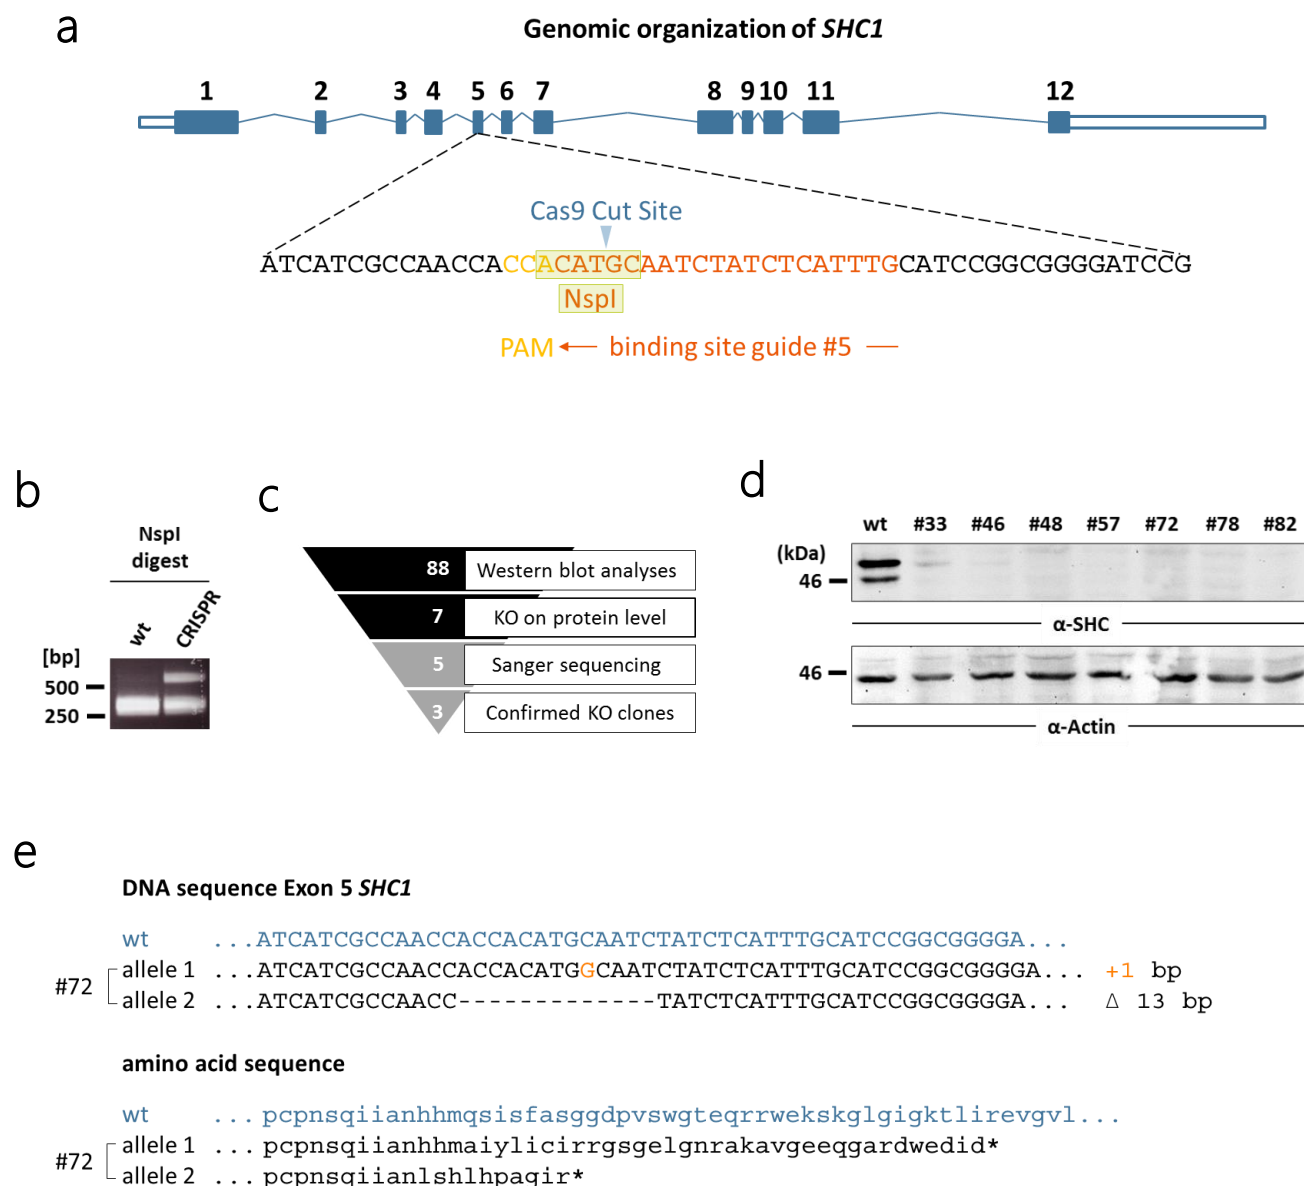 a
Genomic organization of SHC1
1 2 3 4 5 6 7 8 9 10 11 12
Cas9 Cut Site
ATCATCGCCAACCACCACATGCAATCTATCTCATTTGCATCCGGCGGGGATCCG
NspI
PAM binding site guide #5
b
NspI
digest
wt CRISPR
[bp]
500
250
c
88 Western blot analyses
7 KO on protein level
5 Sanger sequencing
3 Confirmed KO clones
d
wt #33 #46 #48 #57 #72 #78 #82
(kDa)
46
α-SHC
46
α-Actin
e
DNA sequence Exon 5 SHC1
wt ...ATCATCGCCAACCACCACATGCAATCTATCTCATTTGCATCCGGCGGGGA...
#72
allele 1 ...ATCATCGCCAACCACCACATGGCAATCTATCTCATTTGCATCCGGCGGGGA... +1 bp
allele 2 ...ATCATCGCCAACC-------------TATCTCATTTGCATCCGGCGGGGA... Δ 13 bp
amino acid sequence
wt ...pcpnsqiianhhmqsisfasggdpvswgteqrrwekskglgigktlirevgvl...
#72
allele 1 ...pcpnsqiianhhmaiylicirrgsgelgnrakavgeeqgardwedid*
allele 2 ...pcpnsqiianlshlhpaqir*